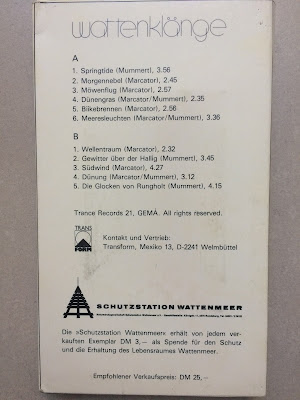 wattenklänge
A
1. Springtide (Mummert), 3.56
2. Morgennebel (Marcator), 2.45
3. Möwenflug (Marcator), 2.57
4. Dünengras (Marcator/Mummert), 2.35
5. Biikebrennen (Marcator), 2.56
6. Meeresleuchten (Marcator/Mummert), 3.36
B
1. Wellentraum (Marcator), 2.32
2. Gewitter über der Hallig (Mummert), 3.45
3. Südwind (Marcator), 4.27
4. Dünung (Marcator/Mummert), 3.12
5. Die Glocken von Rungholt (Mummert), 4.15
Trance Records 21, GEMA. All rights reserved.
TRANS
FORM
Kontakt und Vertrieb:
Transform, Mexiko 13, D-2241 Welmbüttel
SCHUTZSTATION WATTENMEER
Die »Schutzstation Wattenmeer« erhält von jedem ver-
kauften Exemplar DM 3,— als Spende für den Schutz
und die Erhaltung des Lebensraumes Wattenmeer.
Empfohlener Verkaufspreis: DM 25,—